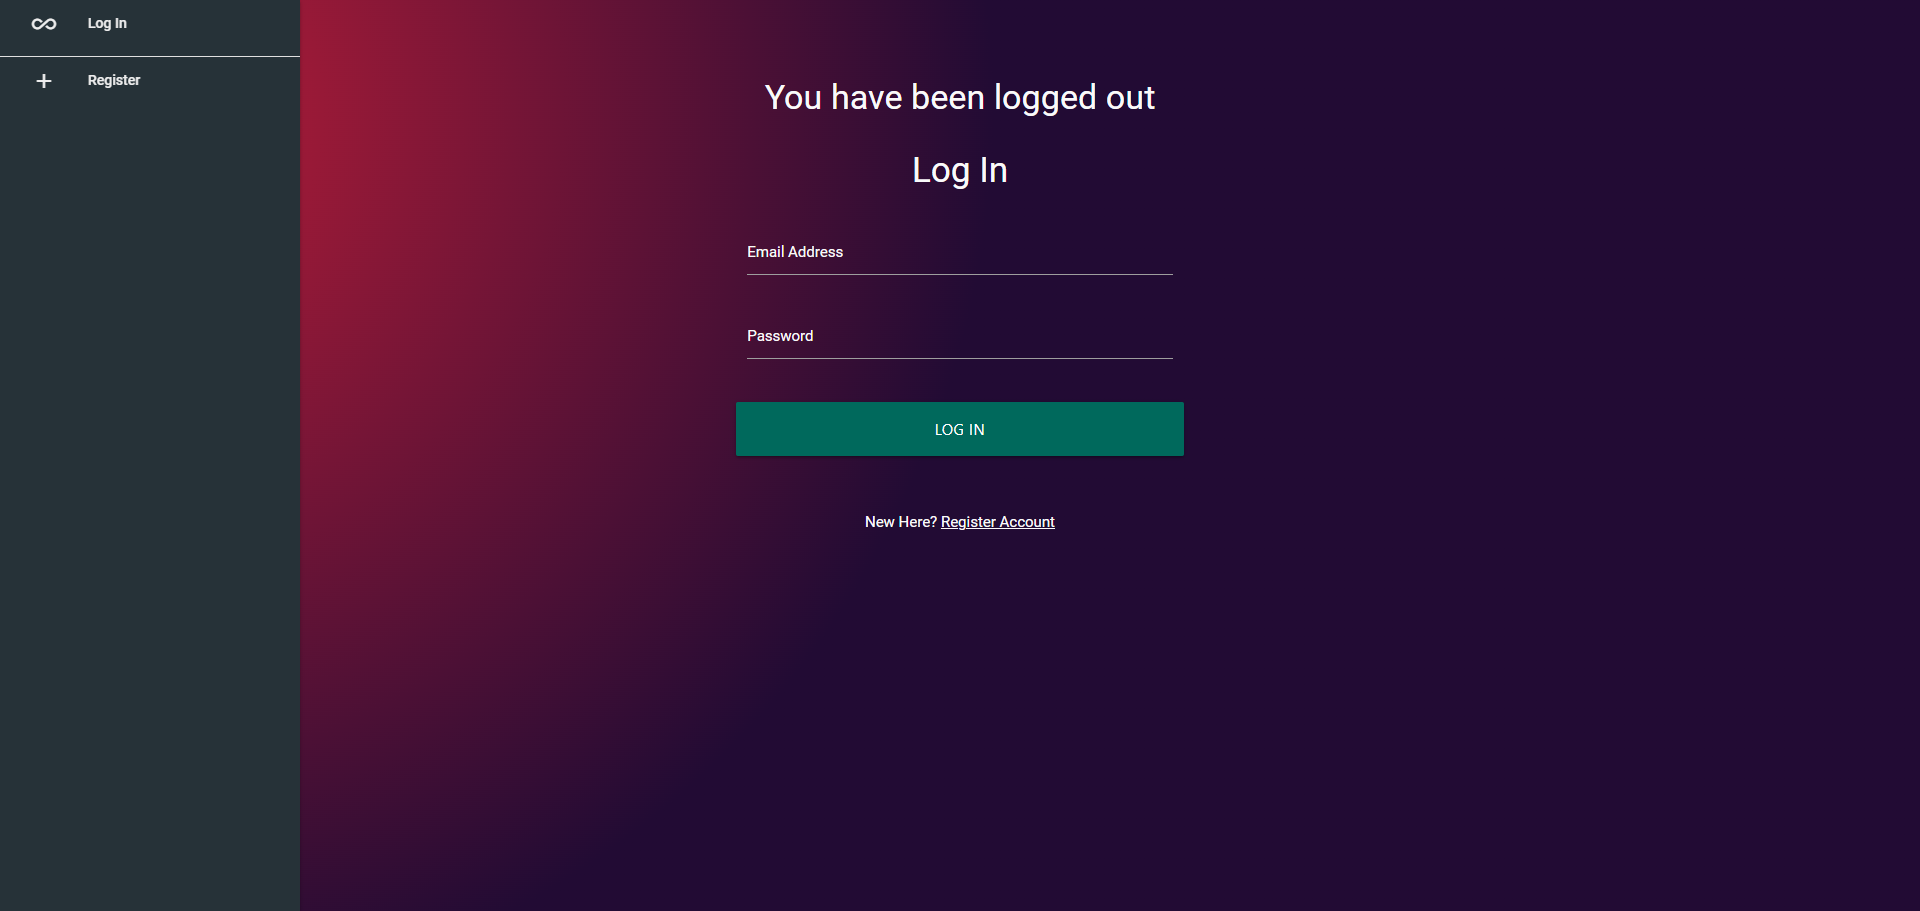 Log In
Register
You have been logged out
Log In
Email Address
Password
LOG IN
New Here? Register Account